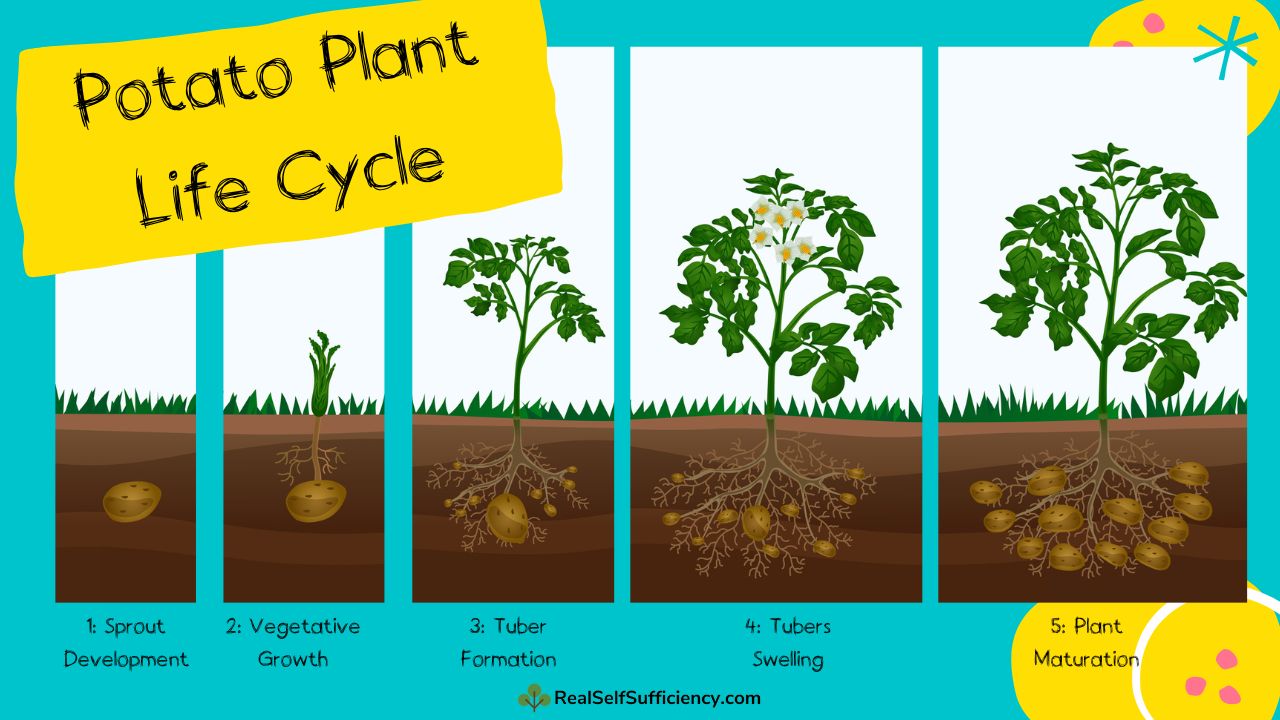 Potato Plant
Life Cycle
1: Sprout
Development
2: Vegetative
Growth
3: Tuber
Formation
4: Tubers
Swelling
5: Plant
Maturation
RealSelfSufficiency.com